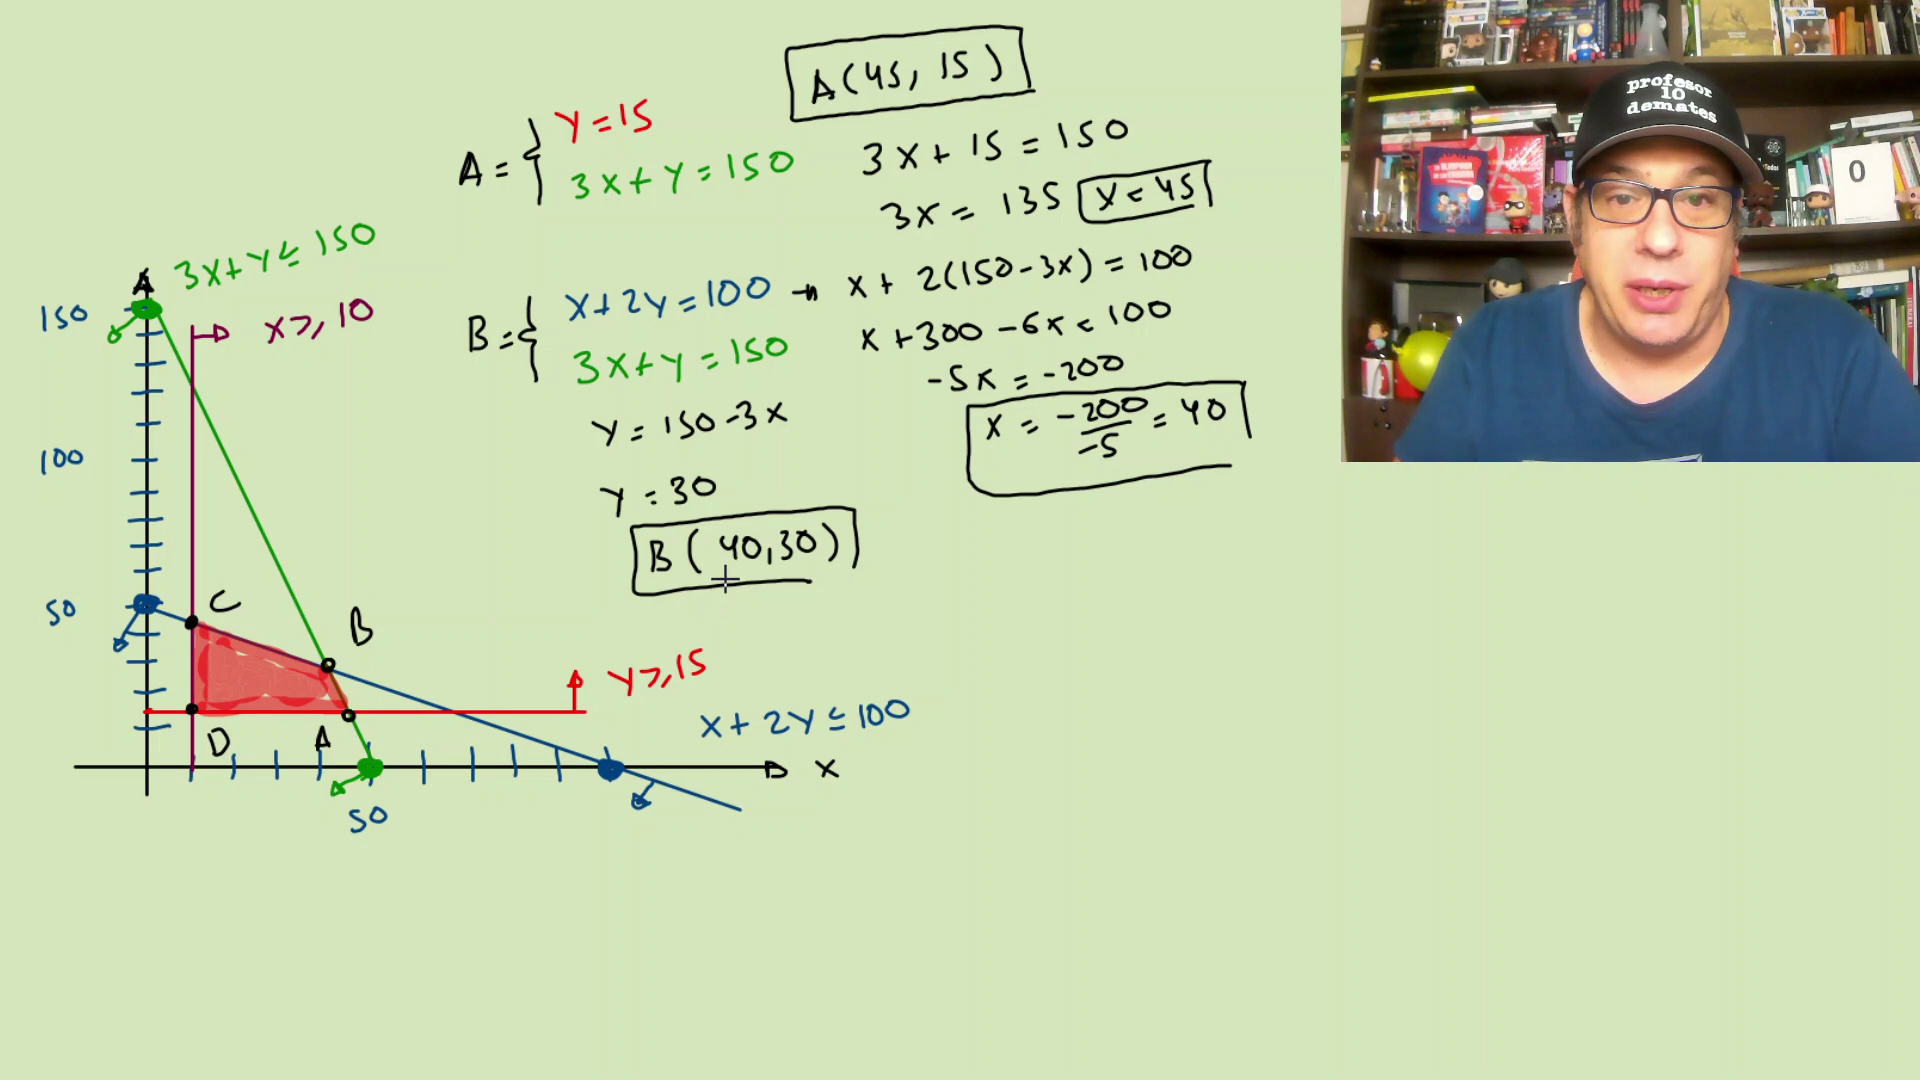 A(45, 15)
A = { Y = 15
3x + y = 150
3x + 15 = 150
3x = 135 x = 45
B = { x + 2y = 100 → x + 2(150 - 3x) = 100
3x + y = 150
x + 300 - 6x = 100
-5x = -200
x = -200/-5 = 40
y = 150 - 3x
y = 30
B(40,30)
3x + y ≤ 150
x ≥ 10
150
100
50
C
B
D
A
y ≥ 15
x + 2y ≤ 100
x
50
profesor
10
demates
0